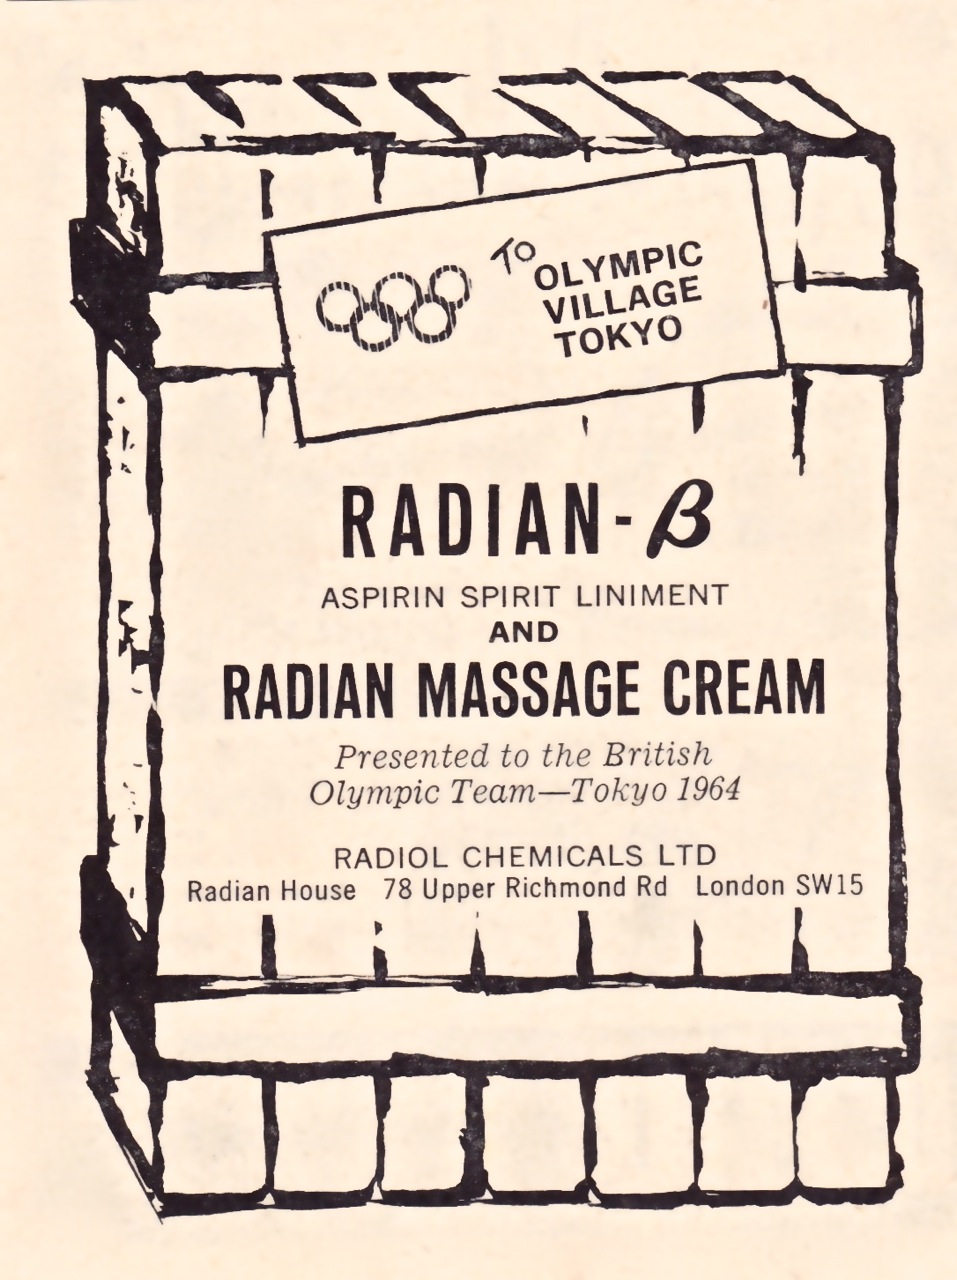 TO
OLYMPIC
VILLAGE
TOKYO
RADIAN-β
ASPIRIN SPIRIT LINIMENT
AND
RADIAN MASSAGE CREAM
Presented to the British
Olympic Team—Tokyo 1964
RADIOL CHEMICALS LTD
Radian House 78 Upper Richmond Rd London SW15